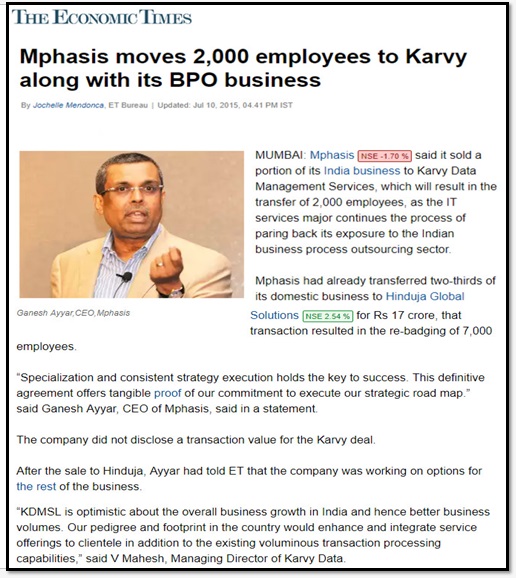 THE ECONOMIC TIMES
Mphasis moves 2,000 employees to Karvy
along with its BPO business
By Jochelle Mendonca, ET Bureau | Updated: Jul 10, 2015, 04.41 PM IST
MUMBAI: Mphasis NSE -1.70 % said it sold a
portion of its India business to Karvy Data
Management Services, which will result in the
transfer of 2,000 employees, as the IT
services major continues the process of
paring back its exposure to the Indian
business process outsourcing sector.
Mphasis had already transferred two-thirds of
its domestic business to Hinduja Global
Ganesh Ayyar,CEO,Mphasis
Solutions NSE 2.54 % for Rs 17 crore, that
transaction resulted in the re-badging of 7,000
employees.
"Specialization and consistent strategy execution holds the key to success. This definitive
agreement offers tangible proof of our commitment to execute our strategic road map."
said Ganesh Ayyar, CEO of Mphasis, said in a statement.
The company did not disclose a transaction value for the Karvy deal.
After the sale to Hinduja, Ayyar had told ET that the company was working on options for
the rest of the business.
"KDMSL is optimistic about the overall business growth in India and hence better business
volumes. Our pedigree and footprint in the country would enhance and integrate service
offerings to clientele in addition to the existing voluminous transaction processing
capabilities," said V Mahesh, Managing Director of Karvy Data.